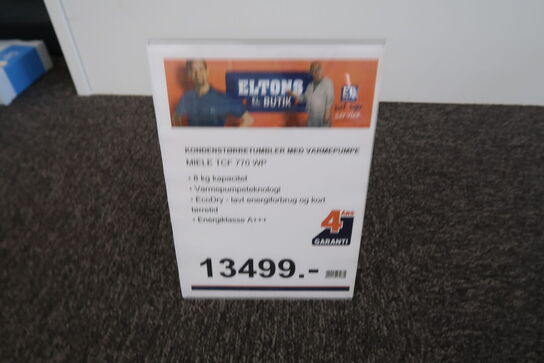 ELTONS
EL BUTIK
KONDENSTØRRETUMBLER MED VARMEPUMPE
MIELE TCF 770 WP
• 8 kg kapacitet
• Varmepumpeteknologi
• EcoDry - lavt energiforbrug og kort
tørretid
• Energiklasse A+++
4 ÅRS
GARANTI
13499.-